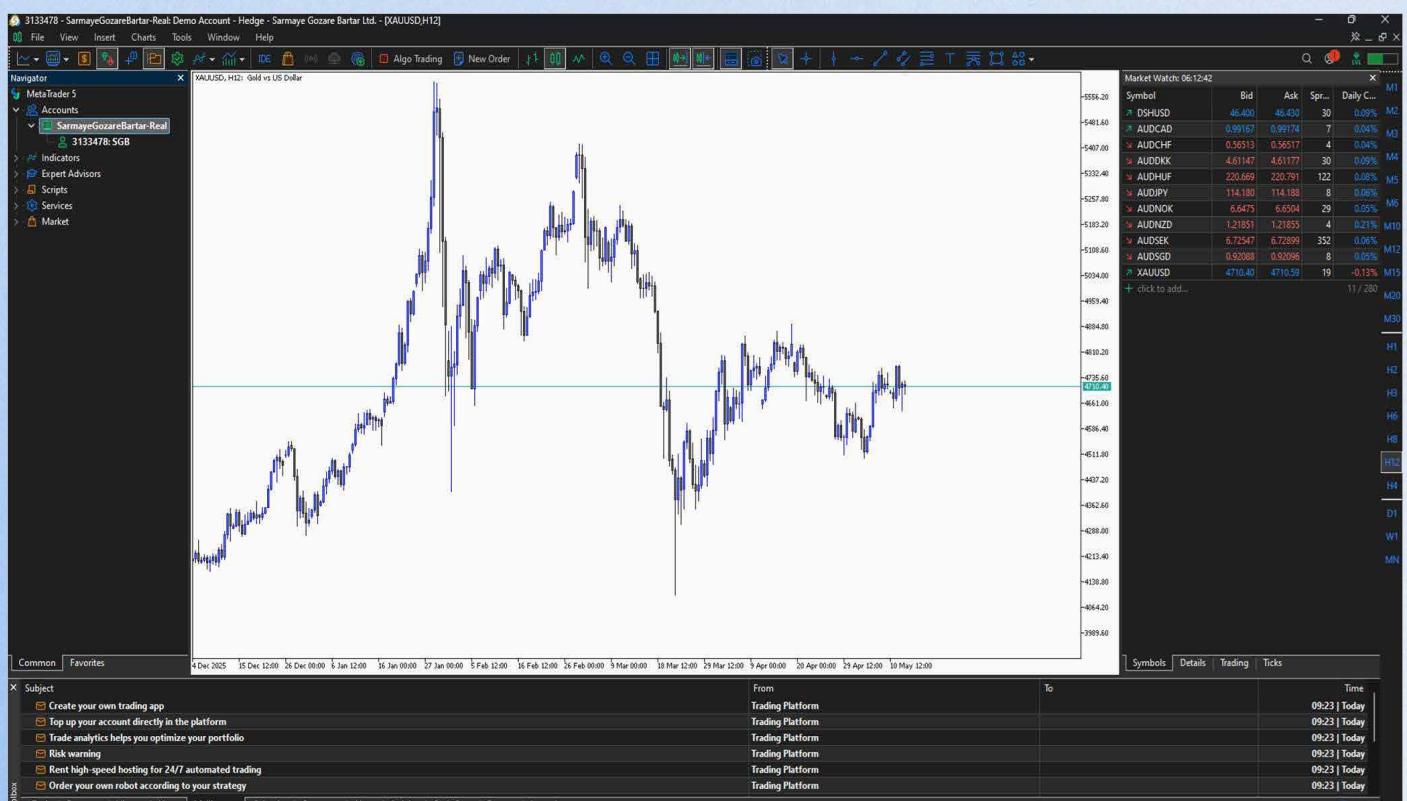 3133478 - SarmayeGozareBartar-Real: Demo Account - Hedge - Sarmaye Gozare Bartar Ltd. - [XAUUSD,H12]
File View Insert Charts Tools Window Help
IDE Algo Trading New Order
Navigator
MetaTrader 5
Accounts
SarmayeGozareBartar-Real
3133478: SGB
Indicators
Expert Advisors
Scripts
Services
Market
Common Favorites
XAUUSD, H12: Gold vs US Dollar
5556.20
5481.60
5407.00
5332.40
5257.80
5183.20
5108.60
5034.00
4959.40
4884.80
4810.20
4735.60
4710.40
4661.00
4586.40
4511.80
4437.20
4362.60
4288.00
4213.40
4138.80
4064.20
3989.60
4 Dec 2025 15 Dec 12:00 26 Dec 00:00 6 Jan 12:00 16 Jan 00:00 27 Jan 00:00 5 Feb 12:00 16 Feb 12:00 26 Feb 00:00 9 Mar 00:00 18 Mar 12:00 29 Mar 12:00 9 Apr 00:00 20 Apr 00:00 29 Apr 12:00 10 May 12:00
Market Watch: 06:12:42
Symbol Bid Ask Spr... Daily C...
DSHUSD 46.400 46.430 30 0.09%
AUDCAD 0.99167 0.99174 7 0.04%
AUDCHF 0.56513 0.56517 4 0.04%
AUDDKK 4.61147 4.61177 30 0.09%
AUDHUF 220.669 220.791 122 0.08%
AUDJPY 114.180 114.188 8 0.06%
AUDNOK 6.6475 6.6504 29 0.05%
AUDNZD 1.21851 1.21855 4 0.21%
AUDSEK 6.72547 6.72899 352 0.06%
AUDSGD 0.92088 0.92096 8 0.05%
XAUUSD 4710.40 4710.59 19 -0.13%
click to add... 11 / 280
Symbols Details Trading Ticks
M1
M2
M3
M4
M5
M6
M10
M12
M15
M20
M30
H1
H2
H3
H6
H8
H12
H4
D1
W1
MN
Subject From To Time
Create your own trading app Trading Platform 09:23 | Today
Top up your account directly in the platform Trading Platform 09:23 | Today
Trade analytics helps you optimize your portfolio Trading Platform 09:23 | Today
Risk warning Trading Platform 09:23 | Today
Rent high-speed hosting for 24/7 automated trading Trading Platform 09:23 | Today
Order your own robot according to your strategy Trading Platform 09:23 | Today